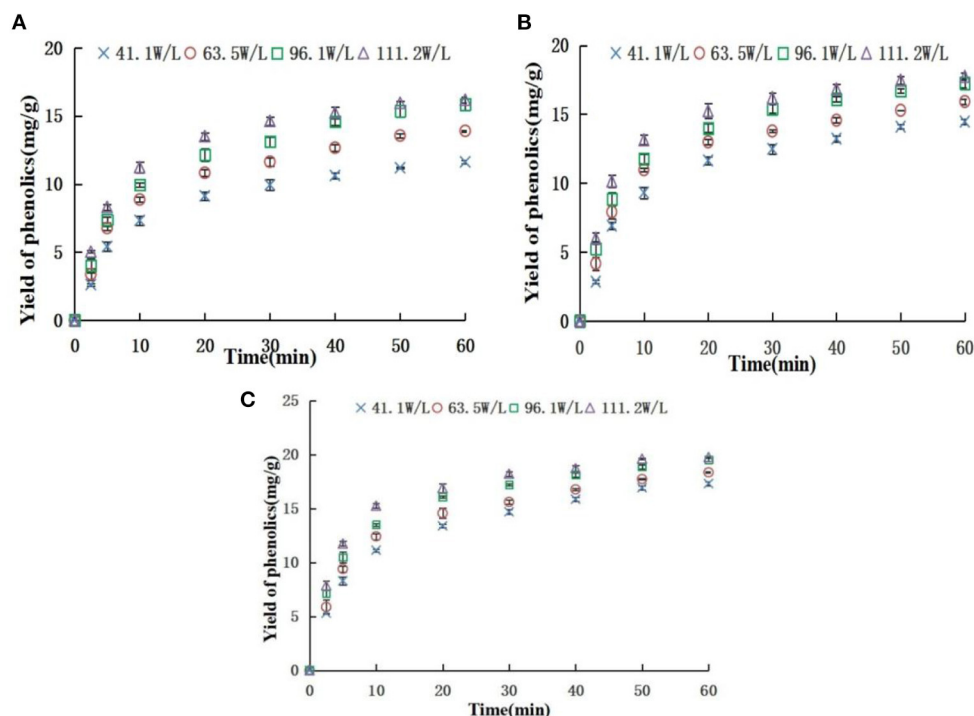 A
× 41.1W/L ○ 63.5W/L □ 96.1W/L △ 111.2W/L
20
15
10
5
0
Yield of phenolics(mg/g)
0 10 20 30 40 50 60
Time(min)
B
× 41.1W/L ○ 63.5W/L □ 96.1W/L △ 111.2W/L
20
15
10
5
0
Yield of phenolics(mg/g)
0 10 20 30 40 50 60
Time(min)
C
× 41.1W/L ○ 63.5W/L □ 96.1W/L △ 111.2W/L
25
20
15
10
5
0
Yield of phenolics(mg/g)
0 10 20 30 40 50 60
Time(min)